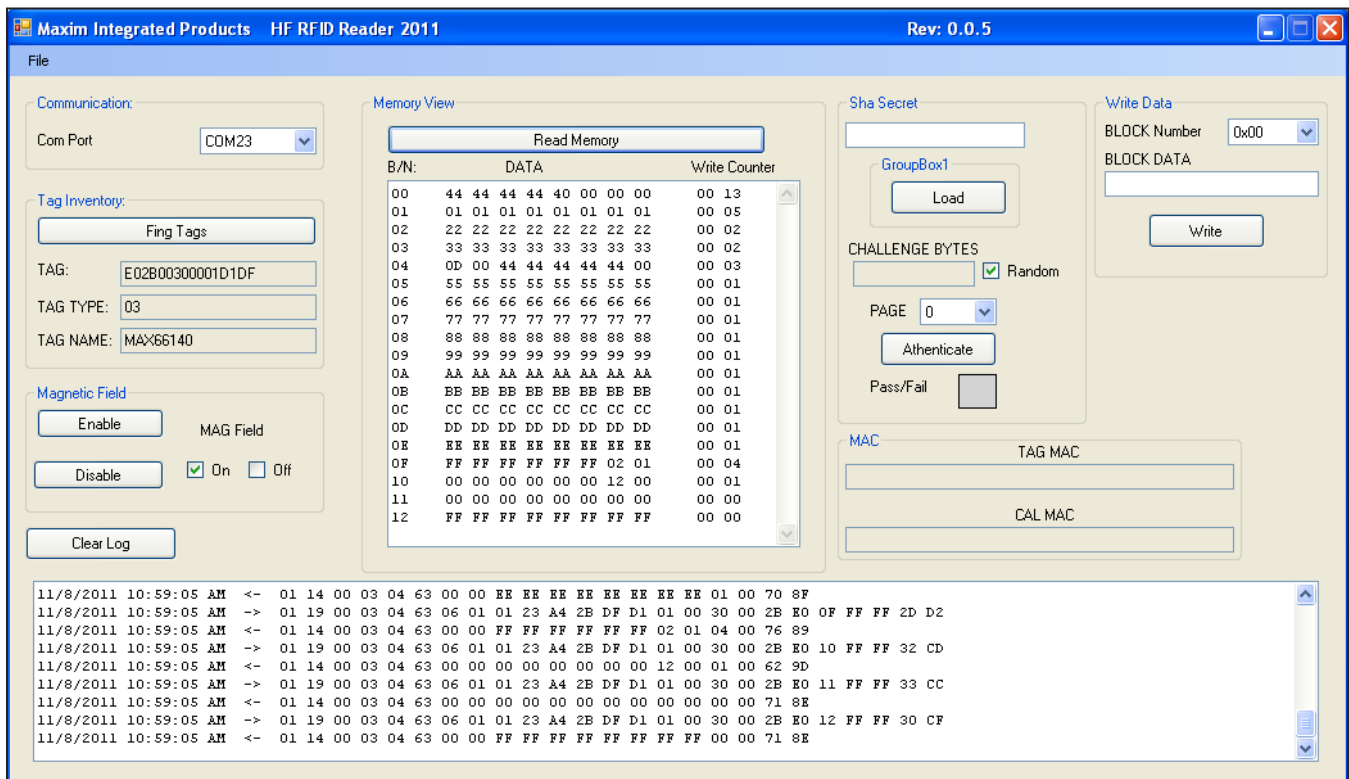 Maxim Integrated Products HF RFID Reader 2011 Rev: 0.0.5
File
Communication:
Com Port COM23
Tag Inventory:
Fing Tags
TAG: E02B00300001D1DF
TAG TYPE: 03
TAG NAME: MAX66140
Magnetic Field
Enable
MAG Field
Disable
On Off
Clear Log
Memory View
Read Memory
B/N: DATA Write Counter
00 44 44 44 44 40 00 00 00 00 13
01 01 01 01 01 01 01 01 01 00 05
02 22 22 22 22 22 22 22 22 00 02
03 33 33 33 33 33 33 33 33 00 02
04 0D 00 44 44 44 44 44 00 00 03
05 55 55 55 55 55 55 55 55 00 01
06 66 66 66 66 66 66 66 66 00 01
07 77 77 77 77 77 77 77 77 00 01
08 88 88 88 88 88 88 88 88 00 01
09 99 99 99 99 99 99 99 99 00 01
0A AA AA AA AA AA AA AA AA 00 01
0B BB BB BB BB BB BB BB BB 00 01
0C CC CC CC CC CC CC CC CC 00 01
0D DD DD DD DD DD DD DD DD 00 01
0E EE EE EE EE EE EE EE EE 00 01
0F FF FF FF FF FF FF 02 01 00 04
10 00 00 00 00 00 00 12 00 00 01
11 00 00 00 00 00 00 00 00 00 00
12 FF FF FF FF FF FF FF FF 00 00
Sha Secret
GroupBox1
Load
CHALLENGE BYTES
Random
PAGE 0
Athenticate
Pass/Fail
Write Data
BLOCK Number 0x00
BLOCK DATA
Write
MAC
TAG MAC
CAL MAC
11/8/2011 10:59:05 AM <- 01 14 00 03 04 63 00 00 EE EE EE EE EE EE EE EE 01 00 70 8F
11/8/2011 10:59:05 AM -> 01 19 00 03 04 63 06 01 01 23 A4 2B DF D1 01 00 30 00 2B E0 0F FF FF 2D D2
11/8/2011 10:59:05 AM <- 01 14 00 03 04 63 00 00 FF FF FF FF FF FF 02 01 04 00 76 89
11/8/2011 10:59:05 AM -> 01 19 00 03 04 63 06 01 01 23 A4 2B DF D1 01 00 30 00 2B E0 10 FF FF 32 CD
11/8/2011 10:59:05 AM <- 01 14 00 03 04 63 00 00 00 00 00 00 00 00 12 00 01 00 62 9D
11/8/2011 10:59:05 AM -> 01 19 00 03 04 63 06 01 01 23 A4 2B DF D1 01 00 30 00 2B E0 11 FF FF 33 CC
11/8/2011 10:59:05 AM <- 01 14 00 03 04 63 00 00 00 00 00 00 00 00 00 00 00 00 71 8E
11/8/2011 10:59:05 AM -> 01 19 00 03 04 63 06 01 01 23 A4 2B DF D1 01 00 30 00 2B E0 12 FF FF 30 CF
11/8/2011 10:59:05 AM <- 01 14 00 03 04 63 00 00 FF FF FF FF FF FF FF FF 00 00 71 8E